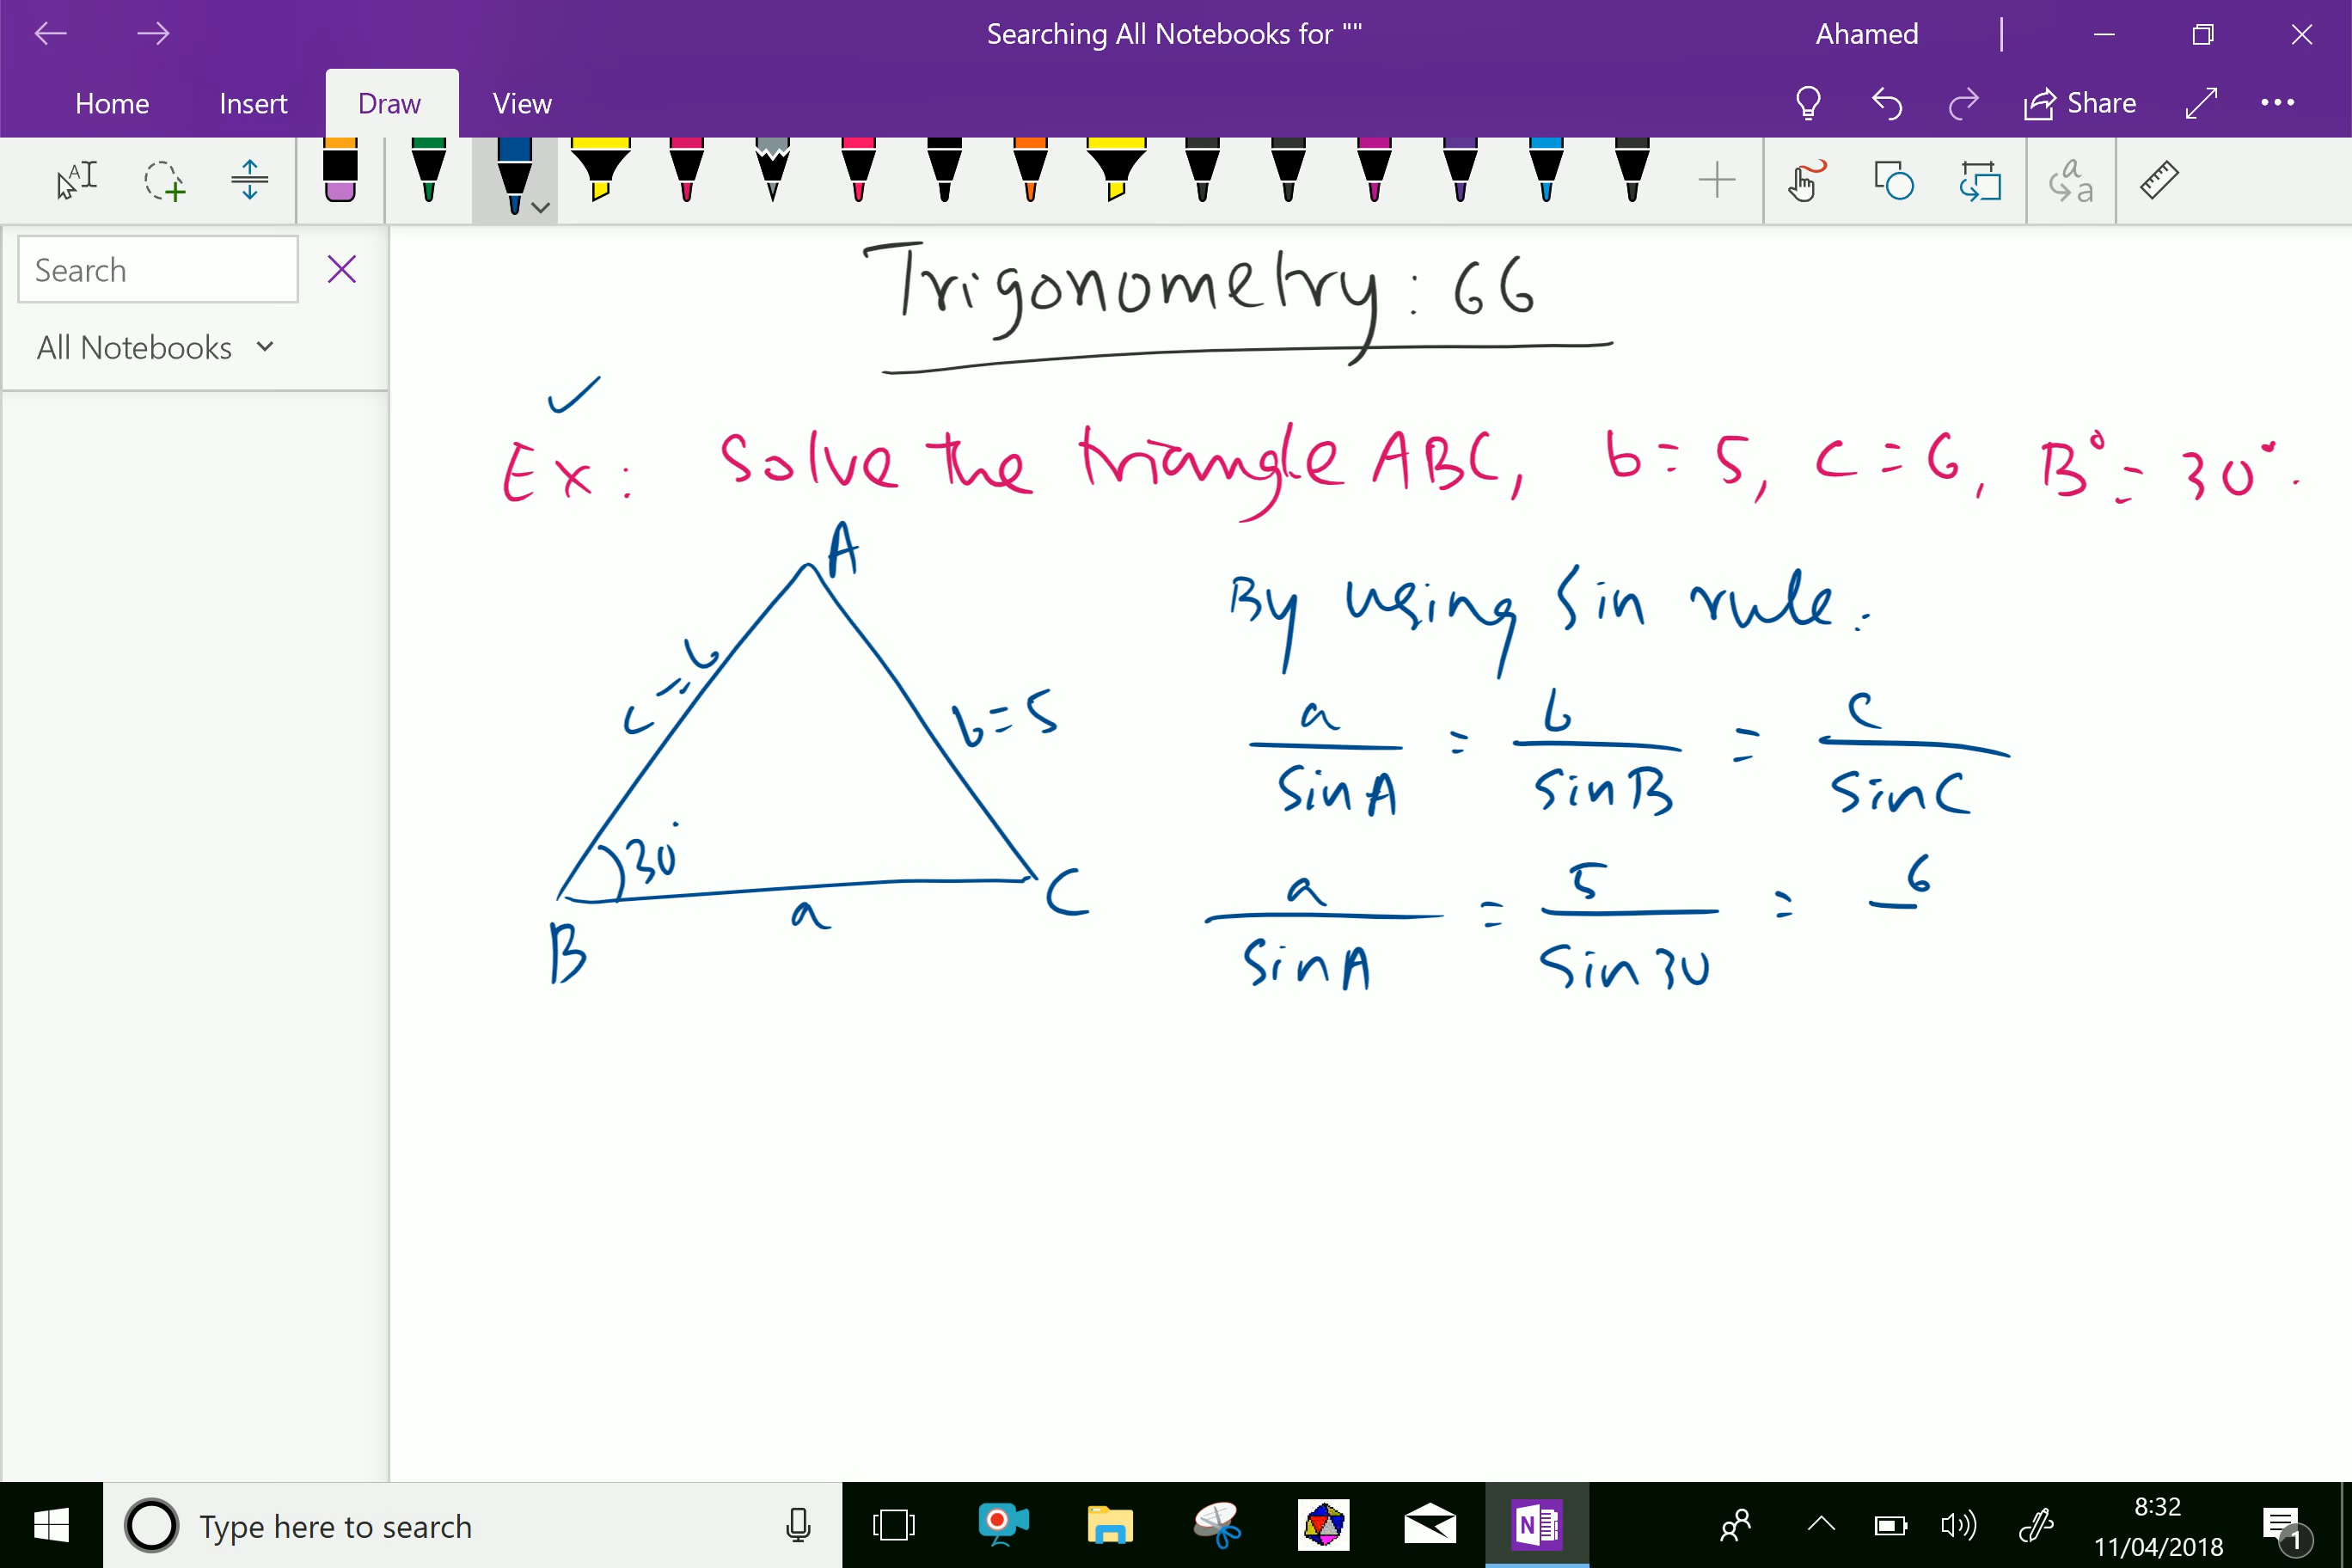 Searching All Notebooks for ""
Ahamed
Home Insert Draw View
Share
Search
All Notebooks
Trigonometry: 66
Ex: Solve the triangle ABC, b = 5, c = 6, B° = 30°.
A
By using Sin rule.
c = 6
b = 5
a/sinA = b/sinB = c/sinC
30°
B
a
C
a/sinA = 5/sin30 = 6
Type here to search
8:32
11/04/2018
1